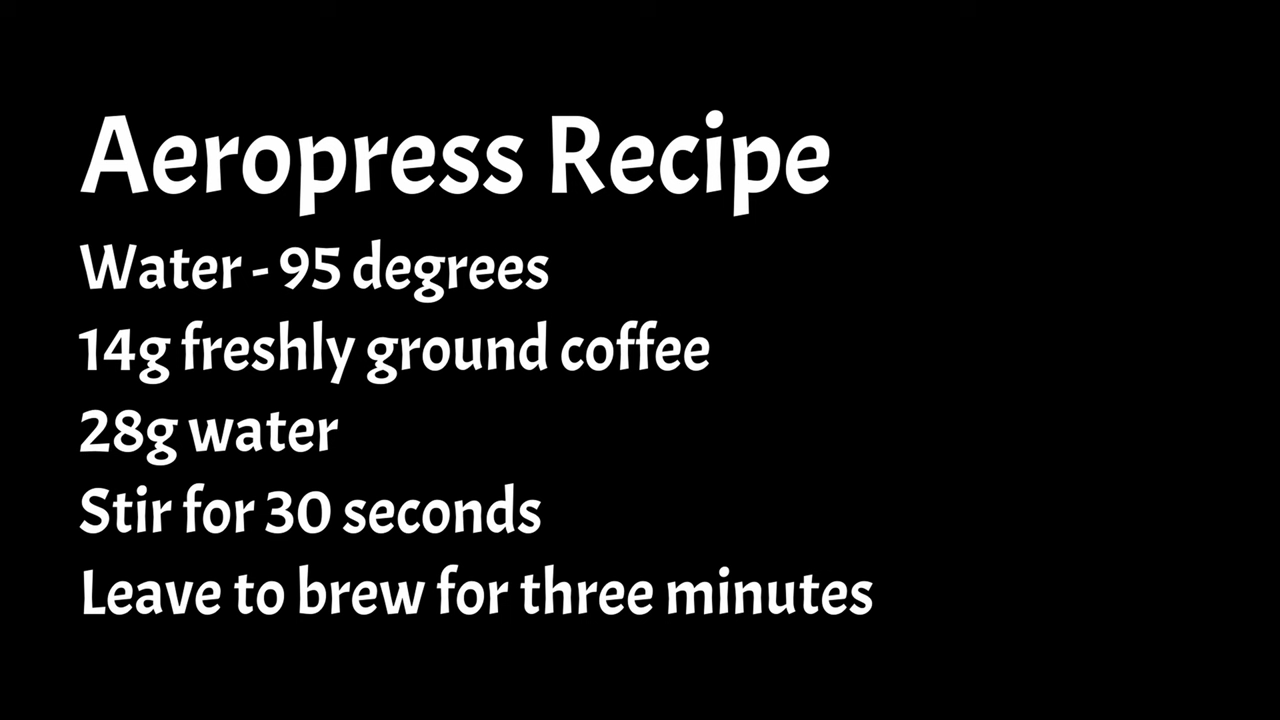 Aeropress Recipe
Water - 95 degrees
14g freshly ground coffee
28g water
Stir for 30 seconds
Leave to brew for three minutes